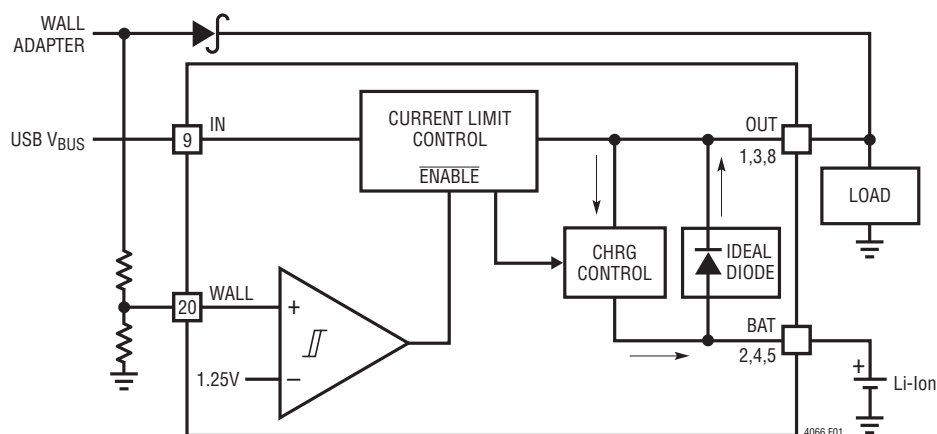 WALL
ADAPTER
USB VBUS
9
IN
CURRENT LIMIT
CONTROL
ENABLE
OUT
1,3,8
LOAD
CHRG
CONTROL
IDEAL
DIODE
20
WALL
+
–
1.25V
BAT
2,4,5
+
Li-Ion
4066 F01